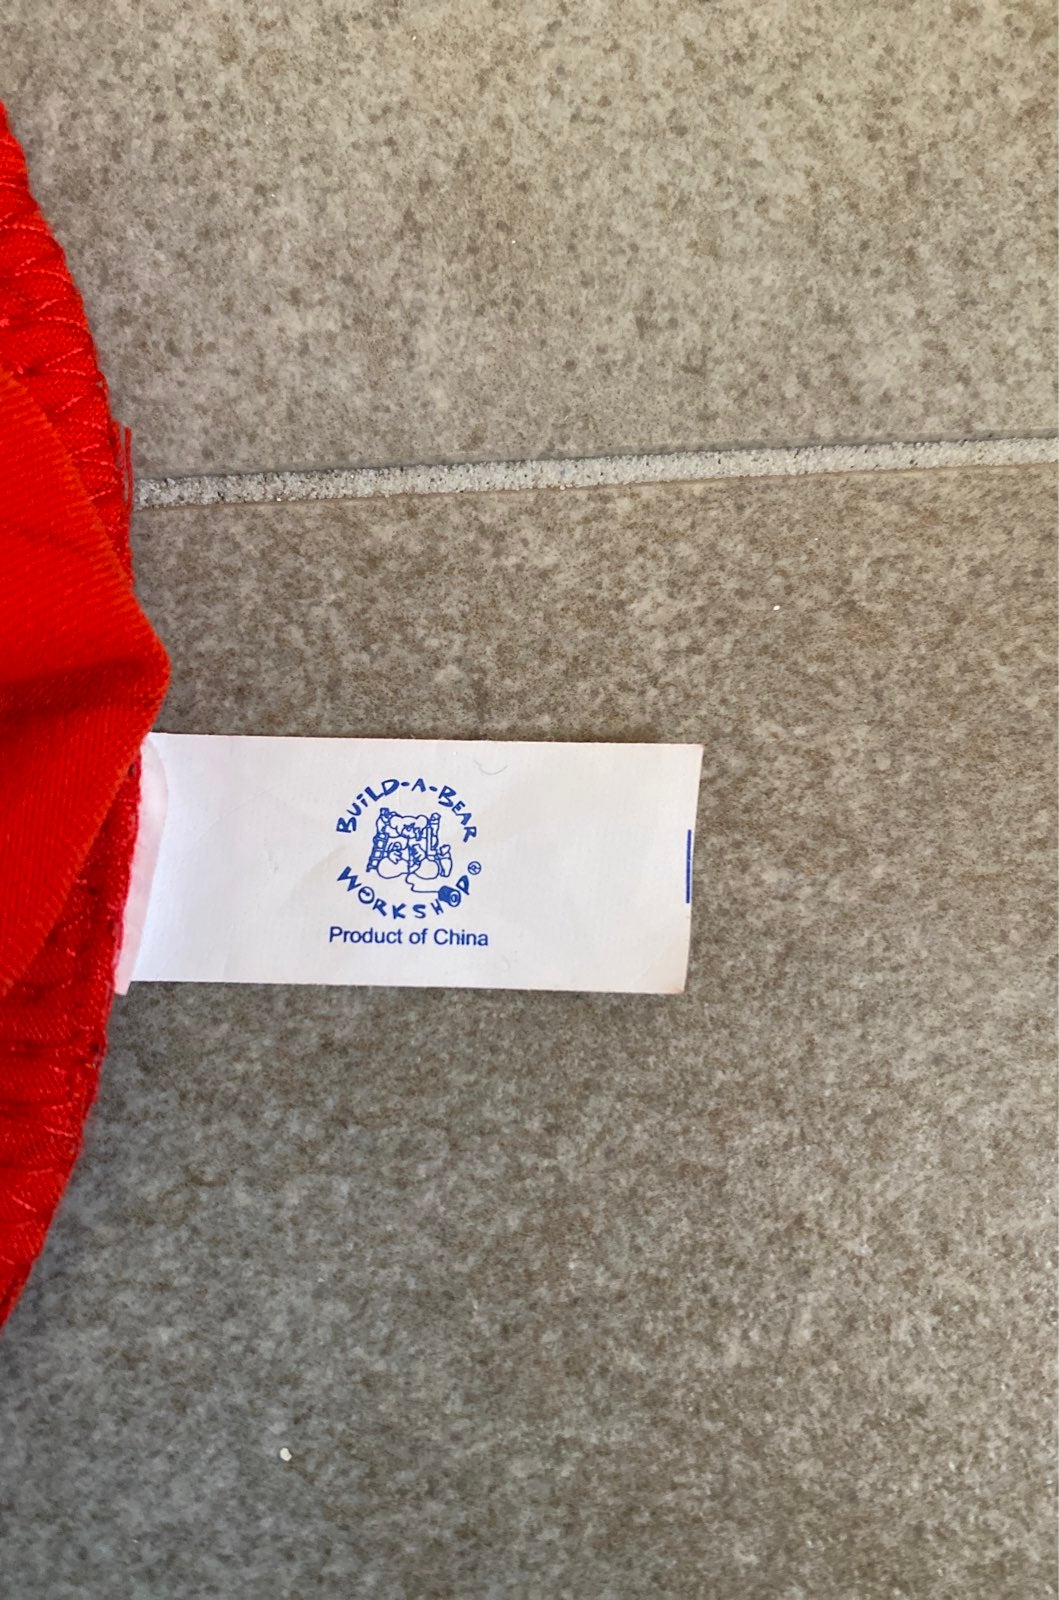 BUiLD-A-BEAR
WORKSHOP®
Product of China